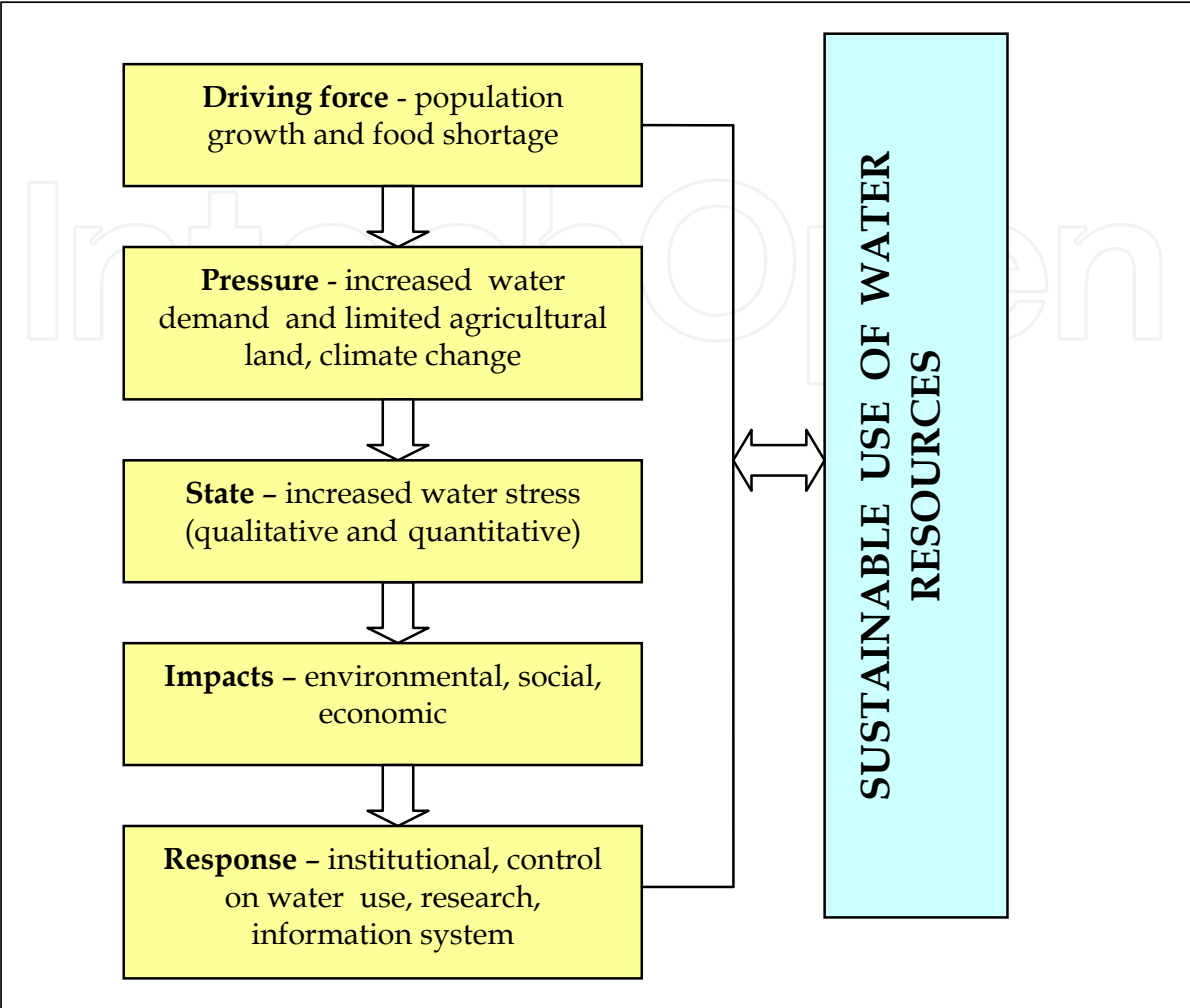 Driving force - population
growth and food shortage
Pressure - increased water
demand and limited agricultural
land, climate change
State – increased water stress
(qualitative and quantitative)
Impacts – environmental, social,
economic
Response – institutional, control
on water use, research,
information system
SUSTAINABLE USE OF WATER
RESOURCES
IntechOpen